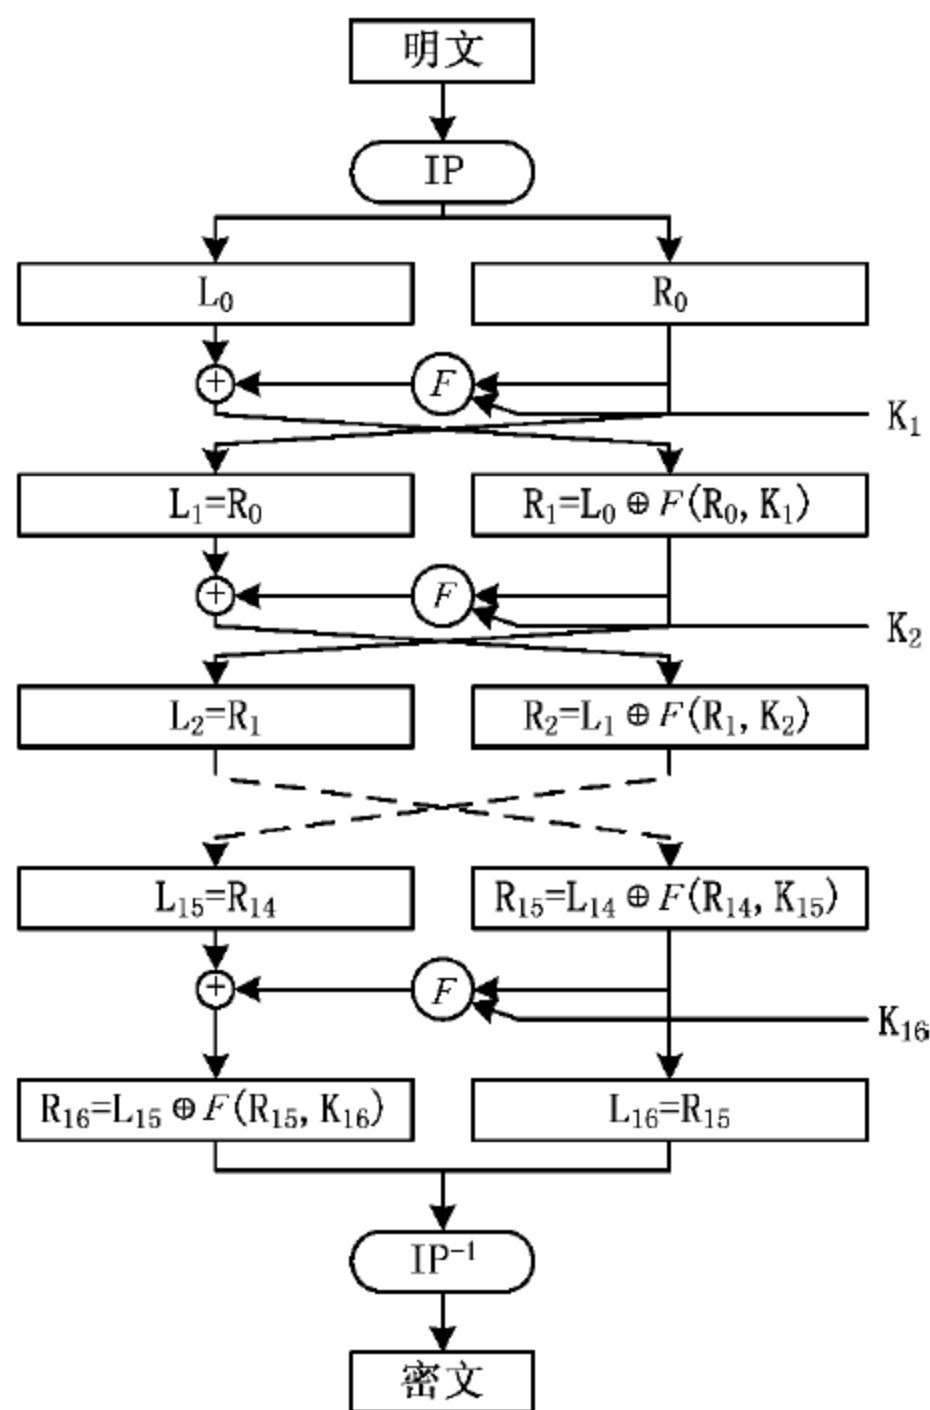 明文
IP
L₀ R₀
+ F
K₁
L₁=R₀ R₁=L₀⊕F(R₀, K₁)
+ F
K₂
L₂=R₁ R₂=L₁⊕F(R₁, K₂)
L₁₅=R₁₄ R₁₅=L₁₄⊕F(R₁₄, K₁₅)
+ F
K₁₆
R₁₆=L₁₅⊕F(R₁₅, K₁₆) L₁₆=R₁₅
IP⁻¹
密文